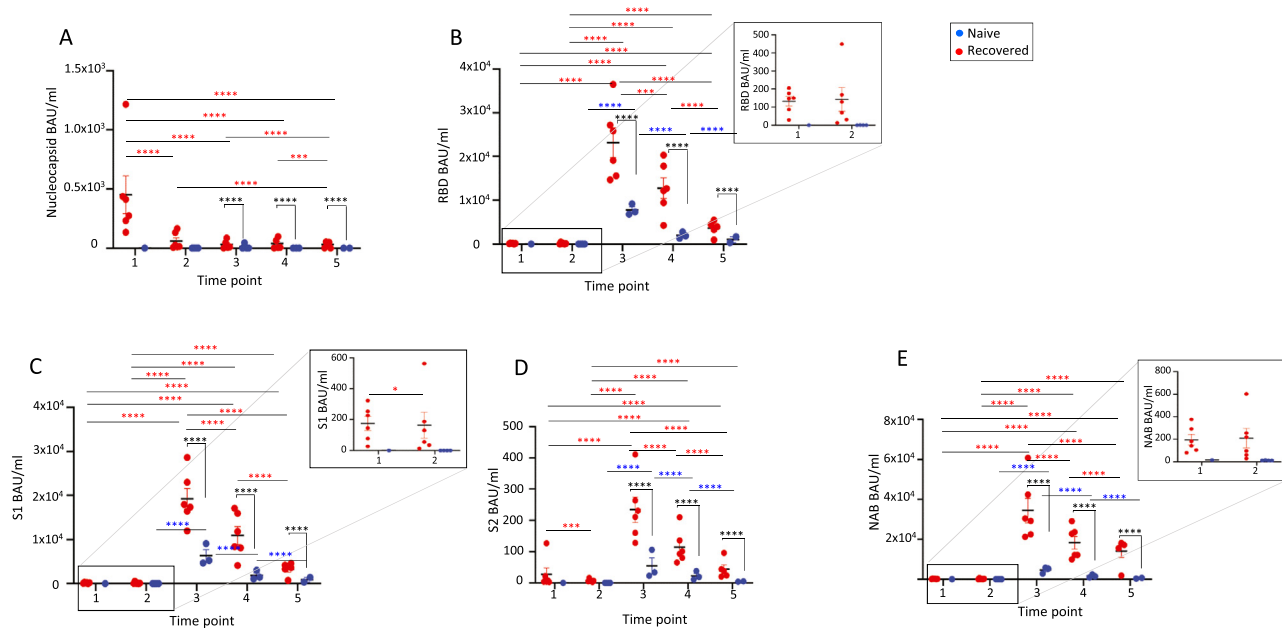 Naive
Recovered
A
Nucleocapsid BAU/ml
1.5x10³
1.0x10³
0.5x10³
0
****
****
**** ****
**** ***
****
**** **** ****
1 2 3 4 5
Time point
B
RBD BAU/ml
4x10⁴
3x10⁴
2x10⁴
1x10⁴
0
****
****
****
****
****
**** ****
***
**** ****
**** **** ****
****
****
1 2 3 4 5
Time point
RBD BAU/ml
500
400
300
200
100
0
1 2
C
S1 BAU/ml
4x10⁴
3x10⁴
2x10⁴
1x10⁴
0
****
****
****
****
****
**** ****
****
****
****
****
****
****
**** ****
1 2 3 4 5
Time point
S1 BAU/ml
600
400
200
0
*
1 2
D
S2 BAU/ml
500
400
300
200
100
0
****
****
****
****
****
****
**** ****
****
**** ****
**** ****
****
***
****
1 2 3 4 5
Time point
E
NAB BAU/ml
8x10⁴
6x10⁴
4x10⁴
2x10⁴
0
****
****
****
****
****
**** ****
****
**** ****
****
**** ****
****
****
1 2 3 4 5
Time point
NAB BAU/ml
800
600
400
200
0
1 2